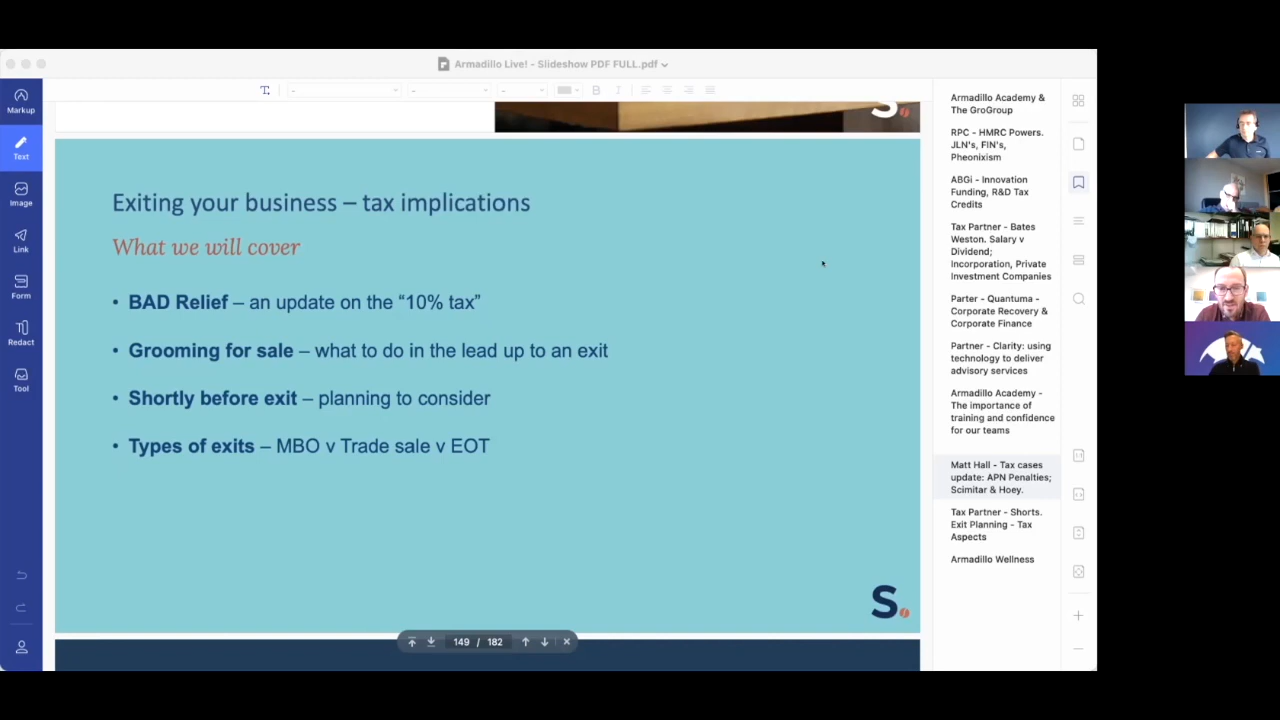 Armadillo Live! - Slideshow PDF FULL.pdf
Markup
Text
Image
Link
Form
Redact
Tool
B I
S.
Exiting your business – tax implications
What we will cover
• BAD Relief – an update on the “10% tax”
• Grooming for sale – what to do in the lead up to an exit
• Shortly before exit – planning to consider
• Types of exits – MBO v Trade sale v EOT
S.
149 / 182
Armadillo Academy &
The GroGroup
RPC - HMRC Powers.
JLN's, FIN's,
Pheonixism
ABGi - Innovation
Funding, R&D Tax
Credits
Tax Partner - Bates
Weston. Salary v
Dividend;
Incorporation, Private
Investment Companies
Parter - Quantuma -
Corporate Recovery &
Corporate Finance
Partner - Clarity: using
technology to deliver
advisory services
Armadillo Academy -
The importance of
training and confidence
for our teams
Matt Hall - Tax cases
update: APN Penalties;
Scimitar & Hoey.
Tax Partner - Shorts.
Exit Planning - Tax
Aspects
Armadillo Wellness